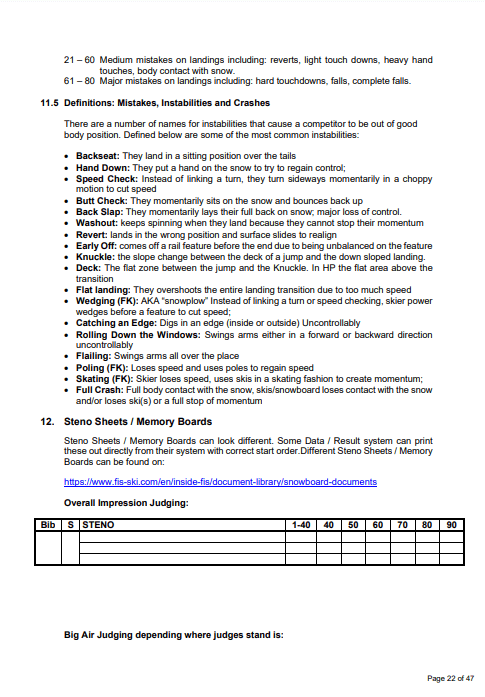 21 – 60 Medium mistakes on landings including: reverts, light touch downs, heavy hand
touches, body contact with snow.
61 – 80 Major mistakes on landings including: hard touchdowns, falls, complete falls.
11.5 Definitions: Mistakes, Instabilities and Crashes
There are a number of names for instabilities that cause a competitor to be out of good
body position. Defined below are some of the most common instabilities:
• Backseat: They land in a sitting position over the tails
• Hand Down: They put a hand on the snow to try to regain control;
• Speed Check: Instead of linking a turn, they turn sideways momentarily in a choppy
motion to cut speed
• Butt Check: They momentarily sits on the snow and bounces back up
• Back Slap: They momentarily lays their full back on snow; major loss of control.
• Washout: keeps spinning when they land because they cannot stop their momentum
• Revert: lands in the wrong position and surface slides to realign
• Early Off: comes off a rail feature before the end due to being unbalanced on the feature
• Knuckle: the slope change between the deck of a jump and the down sloped landing.
• Deck: The flat zone between the jump and the Knuckle. In HP the flat area above the
transition
• Flat landing: They overshoots the entire landing transition due to too much speed
• Wedging (FK): AKA “snowplow” Instead of linking a turn or speed checking, skier power
wedges before a feature to cut speed;
• Catching an Edge: Digs in an edge (inside or outside) Uncontrollably
• Rolling Down the Windows: Swings arms either in a forward or backward direction
uncontrollably
• Flailing: Swings arms all over the place
• Poling (FK): Loses speed and uses poles to regain speed
• Skating (FK): Skier loses speed, uses skis in a skating fashion to create momentum;
• Full Crash: Full body contact with the snow, skis/snowboard loses contact with the snow
and/or loses ski(s) or a full stop of momentum
12. Steno Sheets / Memory Boards
Steno Sheets / Memory Boards can look different. Some Data / Result system can print
these out directly from their system with correct start order.Different Steno Sheets / Memory
Boards can be found on:
https://www.fis-ski.com/en/inside-fis/document-library/snowboard-documents
Overall Impression Judging:
Bib S STENO 1-40 40 50 60 70 80 90
Big Air Judging depending where judges stand is:
Page 22 of 47